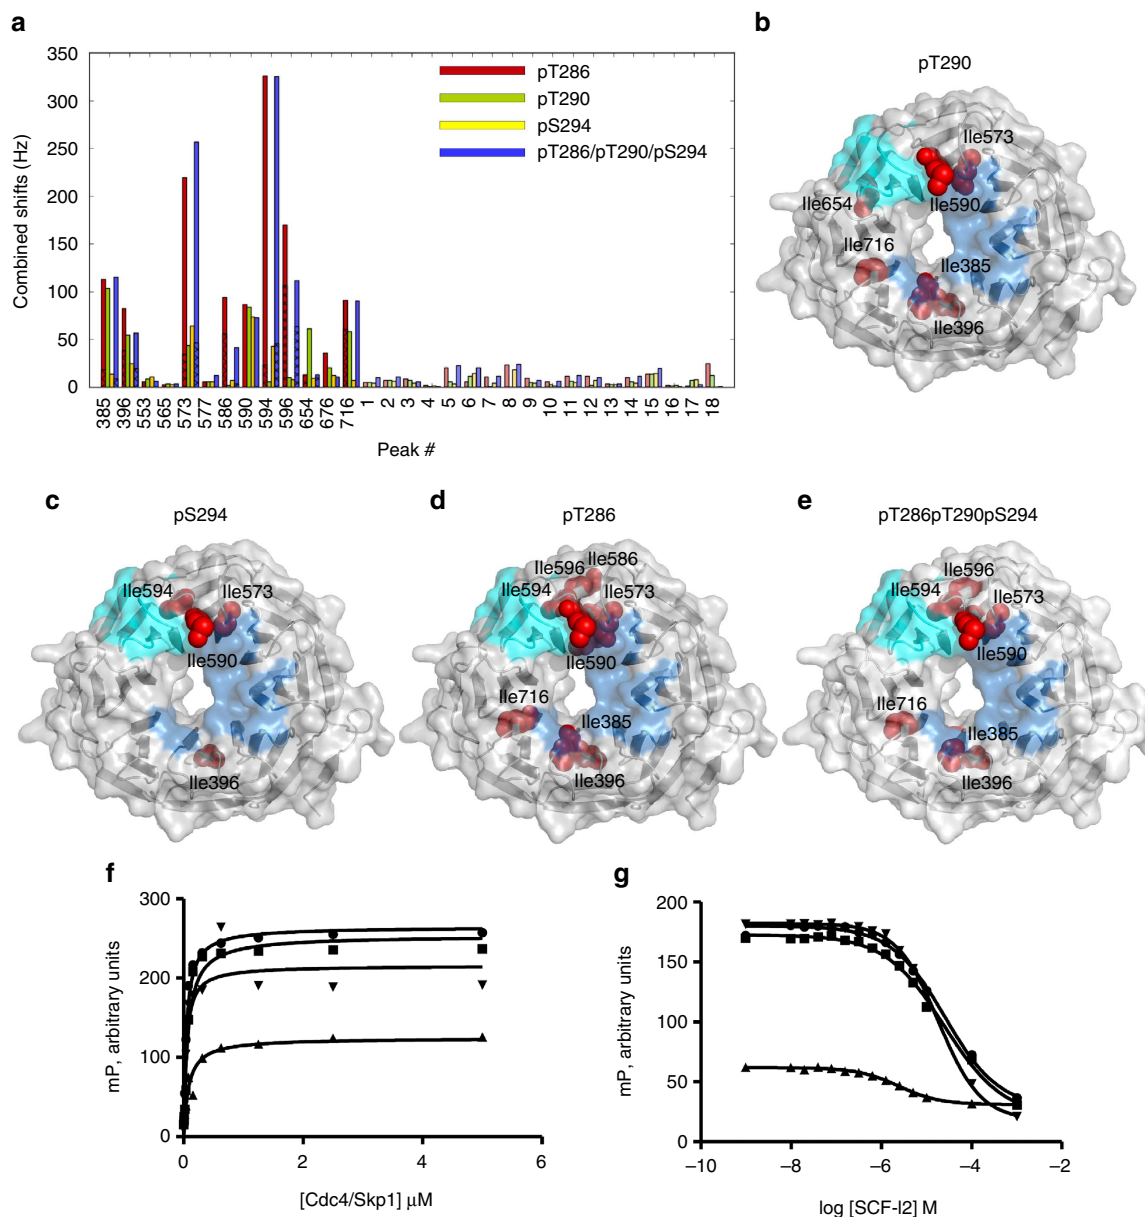 a
350
300
250
200
150
100
50
0
Combined shifts (Hz)
pT286
pT290
pS294
pT286/pT290/pS294
385
396
553
565
573
577
586
590
594
596
654
676
716
1
2
3
4
5
6
7
8
9
10
11
12
13
14
15
16
17
18
Peak #
b
pT290
Ile573
Ile654
Ile590
Ile716
Ile385
Ile396
c
pS294
Ile594
Ile573
Ile590
Ile396
d
pT286
Ile586
Ile596
Ile594
Ile573
Ile590
Ile716
Ile385
Ile396
e
pT286pT290pS294
Ile596
Ile594
Ile573
Ile590
Ile716
Ile385
Ile396
f
300
200
100
0
mP, arbitrary units
0
2
4
6
[Cdc4/Skp1] μM
g
200
150
100
50
0
mP, arbitrary units
–10
–8
–6
–4
–2
log [SCF-I2] M